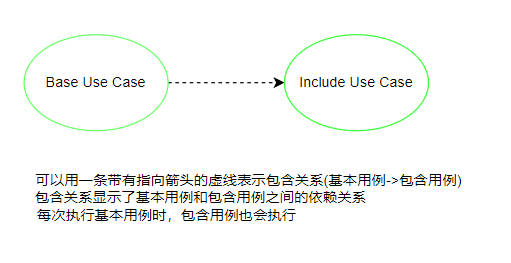 Base Use Case
Include Use Case
可以用一条带有指向箭头的虚线表示包含关系(基本用例->包含用例)
包含关系显示了基本用例和包含用例之间的依赖关系
每次执行基本用例时，包含用例也会执行